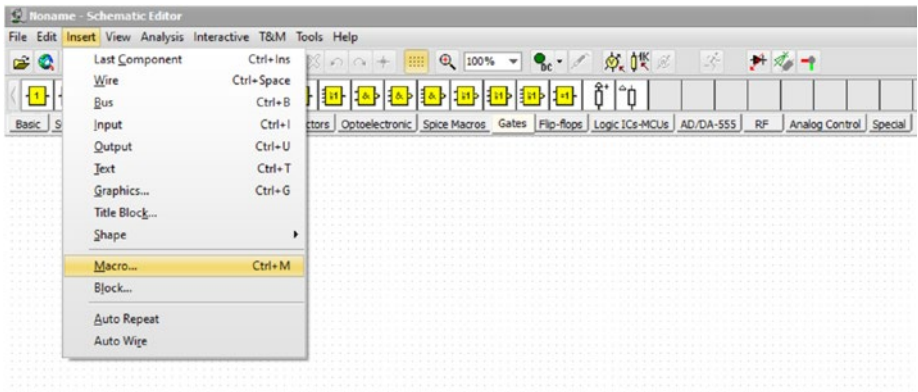 Noname - Schematic Editor
File Edit Insert View Analysis Interactive T&M Tools Help
100%
Last Component Ctrl+Ins
Wire Ctrl+Space
Bus Ctrl+B
Input Ctrl+I
Output Ctrl+U
Text Ctrl+T
Graphics... Ctrl+G
Title Block...
Shape
Macro... Ctrl+M
Block...
Auto Repeat
Auto Wire
Basic S ctors Optoelectronic Spice Macros Gates Flip-flops Logic ICs-MCUs AD/DA-555 RF Analog Control Special